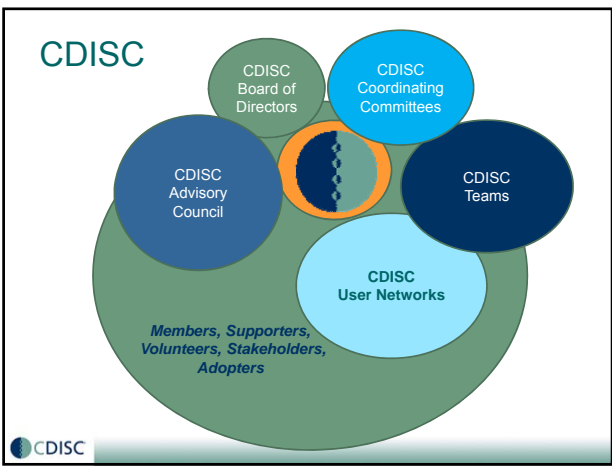 CDISC
CDISC
Board of
Directors
CDISC
Coordinating
Committees
CDISC
Advisory
Council
CDISC
Teams
CDISC
User Networks
Members, Supporters,
Volunteers, Stakeholders,
Adopters
CDISC